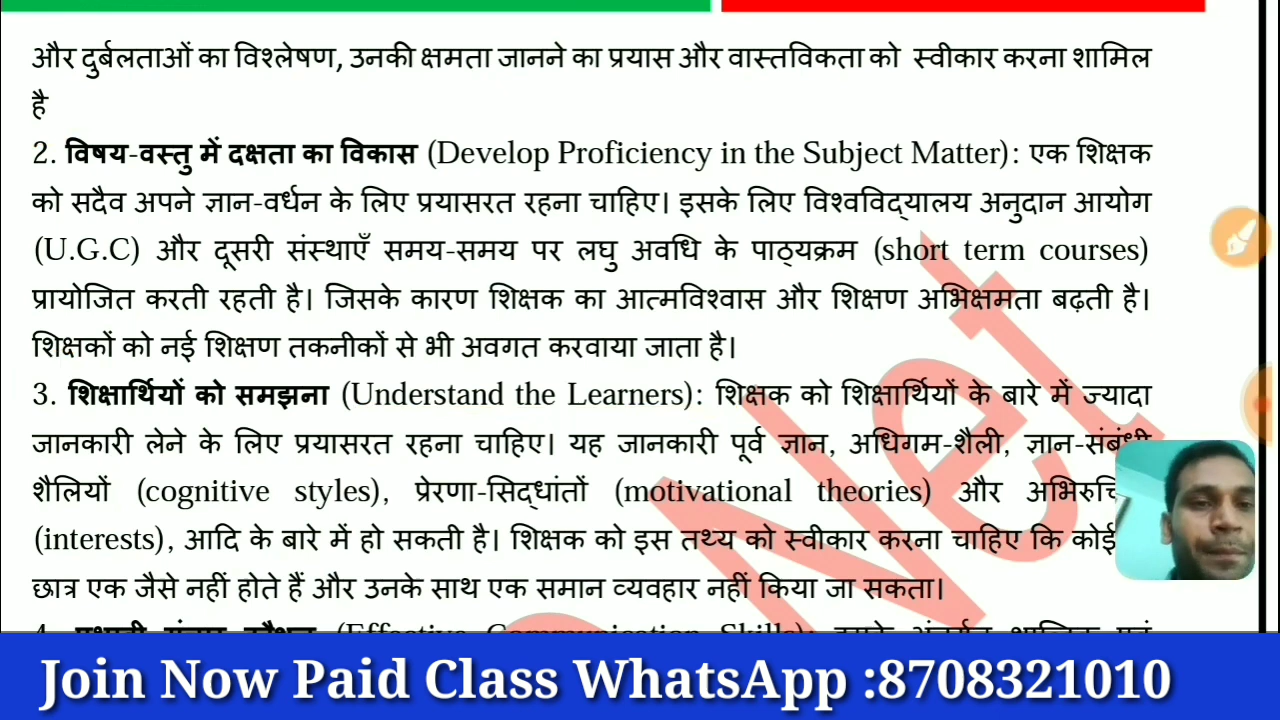 और दुर्बलताओं का विश्लेषण, उनकी क्षमता जानने का प्रयास और वास्तविकता को स्वीकार करना शामिल
है
2. विषय-वस्तु में दक्षता का विकास (Develop Proficiency in the Subject Matter): एक शिक्षक
को सदैव अपने ज्ञान-वर्धन के लिए प्रयासरत रहना चाहिए। इसके लिए विश्वविद्यालय अनुदान आयोग
(U.G.C) और दूसरी संस्थाएँ समय-समय पर लघु अवधि के पाठ्यक्रम (short term courses)
प्रायोजित करती रहती है। जिसके कारण शिक्षक का आत्मविश्वास और शिक्षण अभिक्षमता बढ़ती है।
शिक्षकों को नई शिक्षण तकनीकों से भी अवगत करवाया जाता है।
3. शिक्षार्थियों को समझना (Understand the Learners): शिक्षक को शिक्षार्थियों के बारे में ज्यादा
जानकारी लेने के लिए प्रयासरत रहना चाहिए। यह जानकारी पूर्व ज्ञान, अधिगम-शैली, ज्ञान-संबंधी
शैलियों (cognitive styles), प्रेरणा-सिद्धांतों (motivational theories) और
(interests), आदि के बारे में हो सकती है। शिक्षक को इस तथ्य को स्वीकार करना चाहिए कि कोई
छात्र एक जैसे नहीं होते हैं और उनके साथ एक समान व्यवहार नहीं किया जा सकता।
4. (Effective Communication Skills):
Net
Join Now Paid Class WhatsApp :8708321010